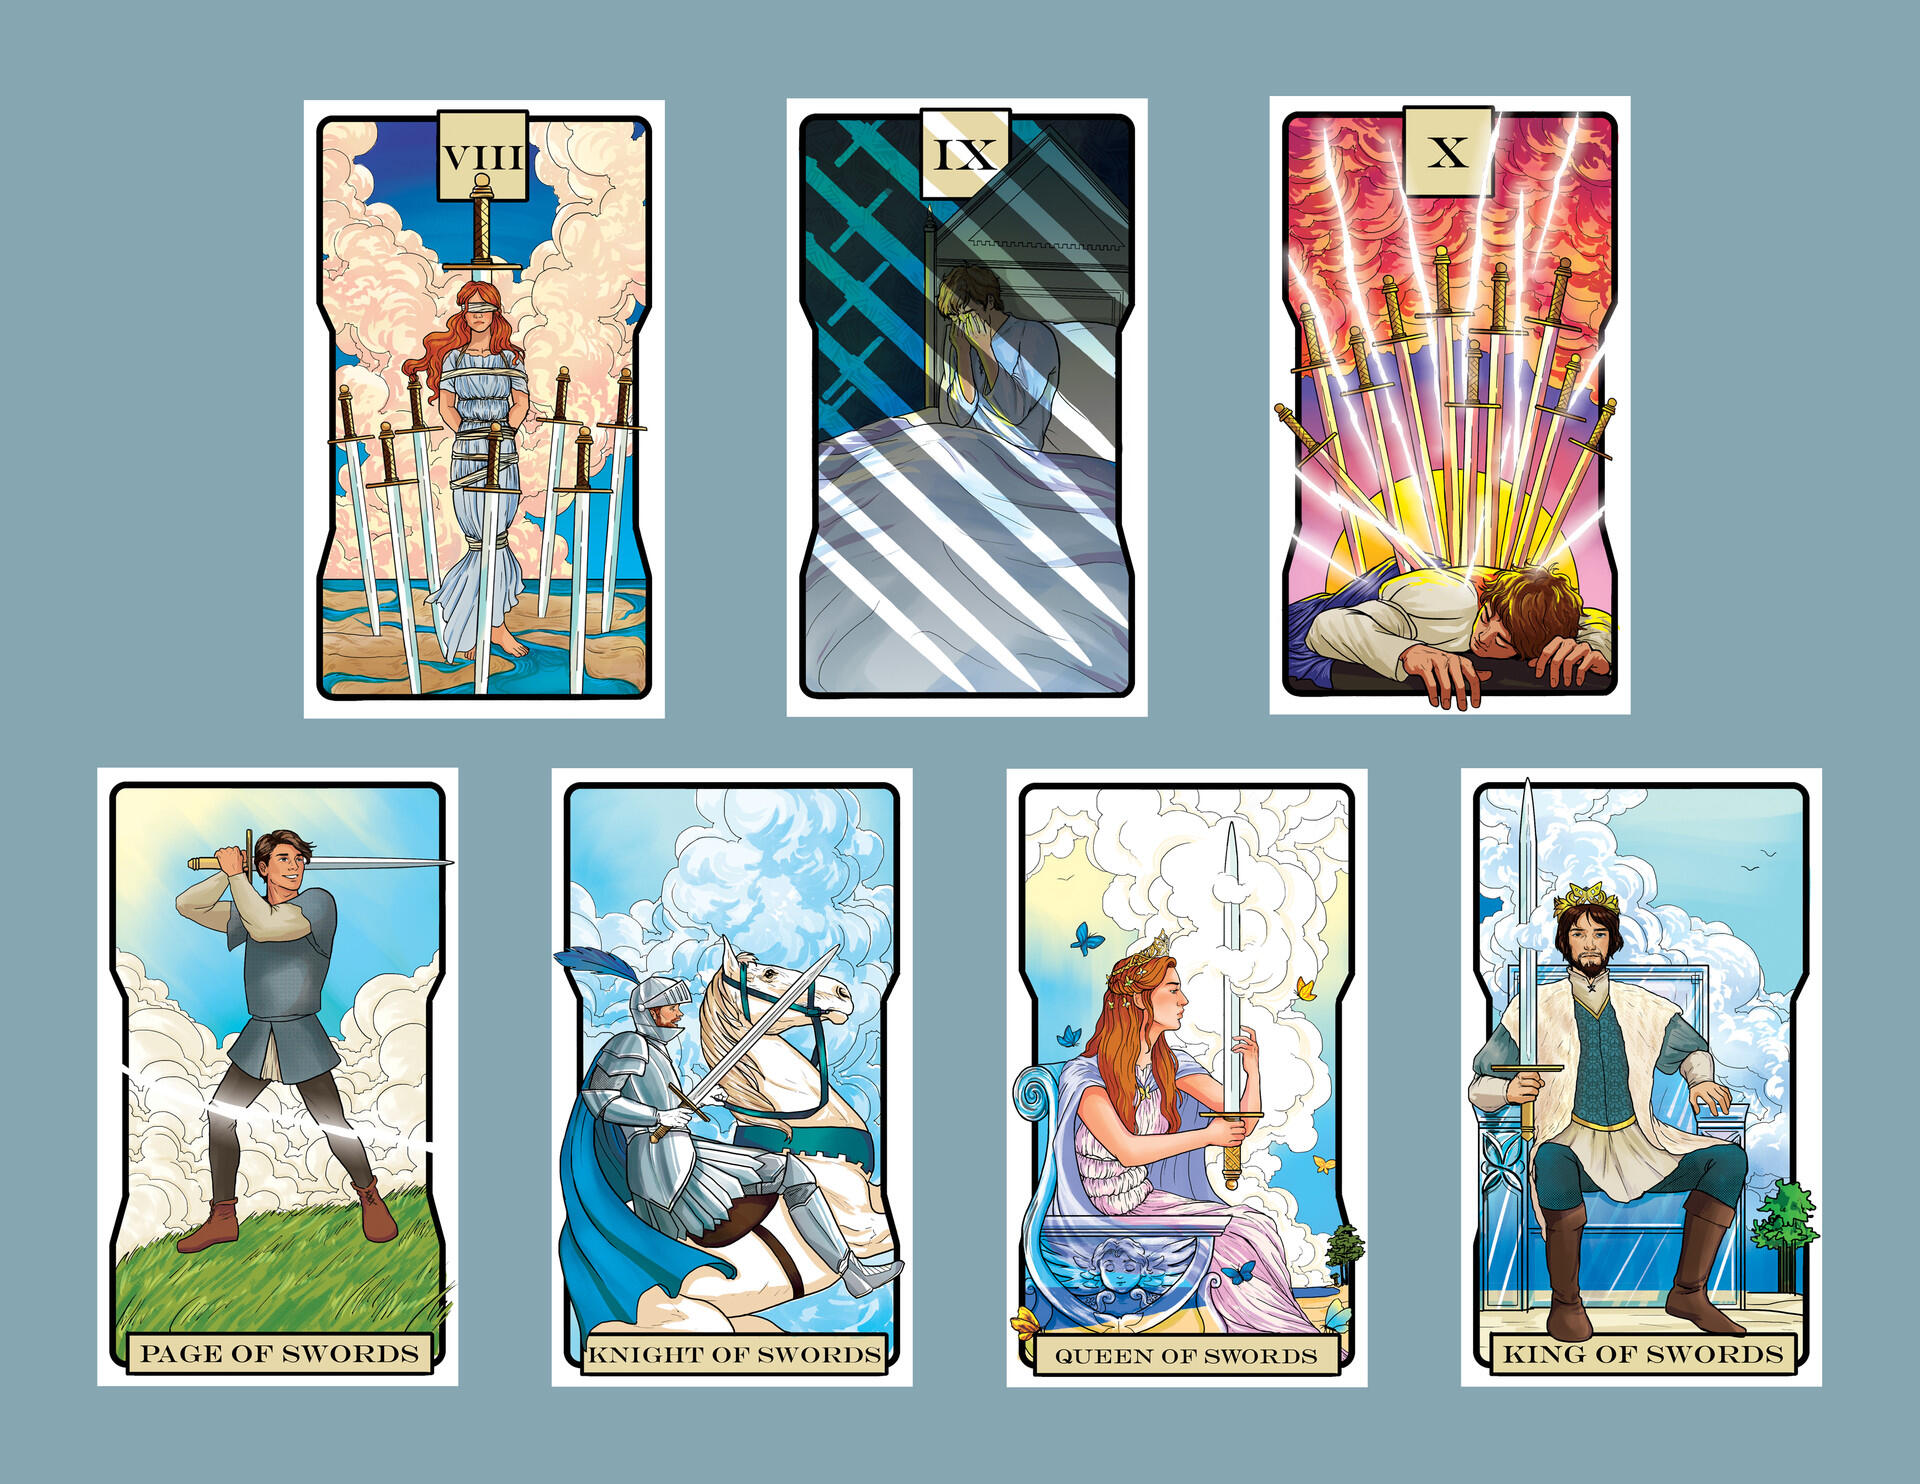 VIII
IX
X
PAGE OF SWORDS
KNIGHT OF SWORDS
QUEEN OF SWORDS
KING OF SWORDS